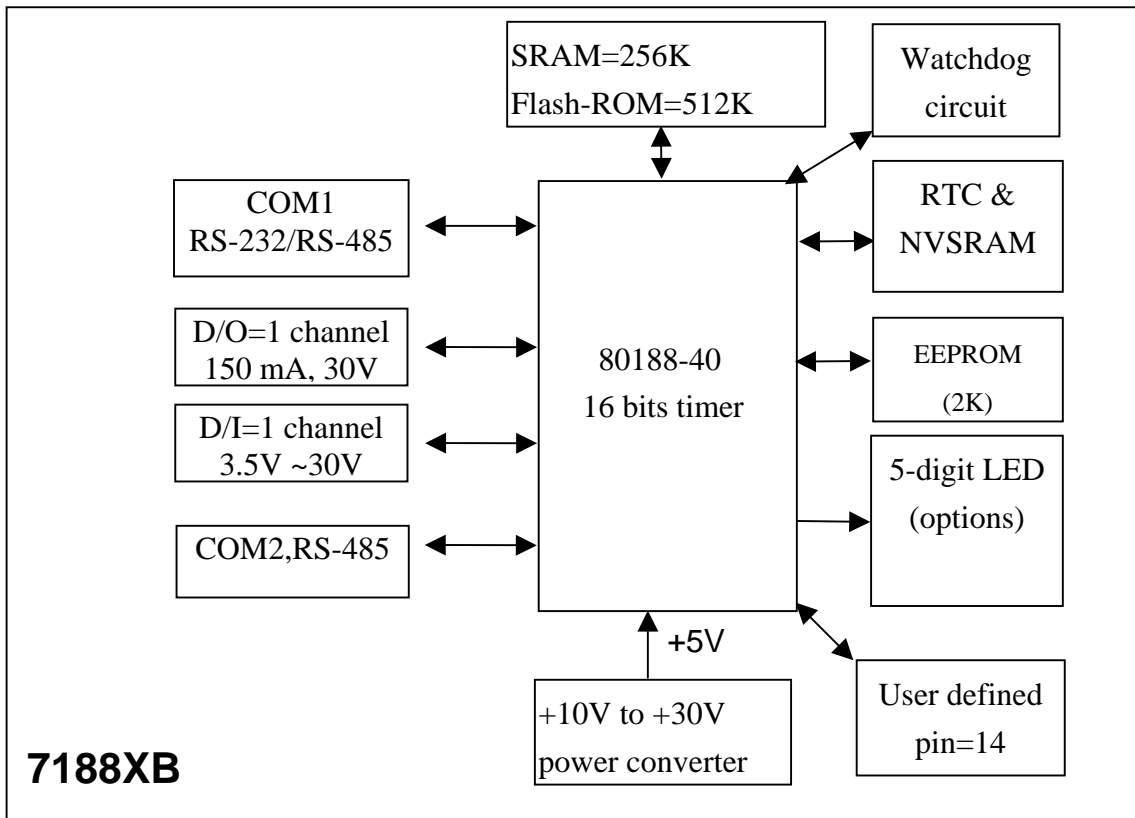 SRAM=256K
Flash-ROM=512K
Watchdog
circuit
COM1
RS-232/RS-485
RTC &
NVSRAM
D/O=1 channel
150 mA, 30V
80188-40
16 bits timer
EEPROM
(2K)
D/I=1 channel
3.5V ~30V
5-digit LED
(options)
COM2,RS-485
+5V
+10V to +30V
power converter
User defined
pin=14
7188XB